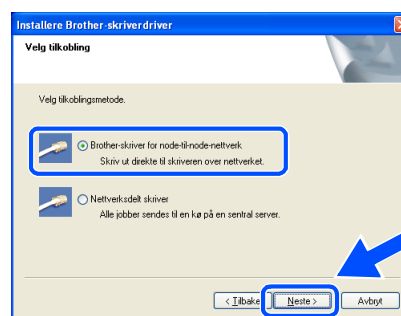 Installere Brother-skriverdriver
Velg tilkobling
Velg tilkoblingsmetode.
Brother-skriver for node-til-node-nettverk
Skriv ut direkte til skriveren over nettverket.
Nettverksdelt skriver
Alle jobber sendes til en kø på en sentral server.
< Tilbake Neste > Avbryt